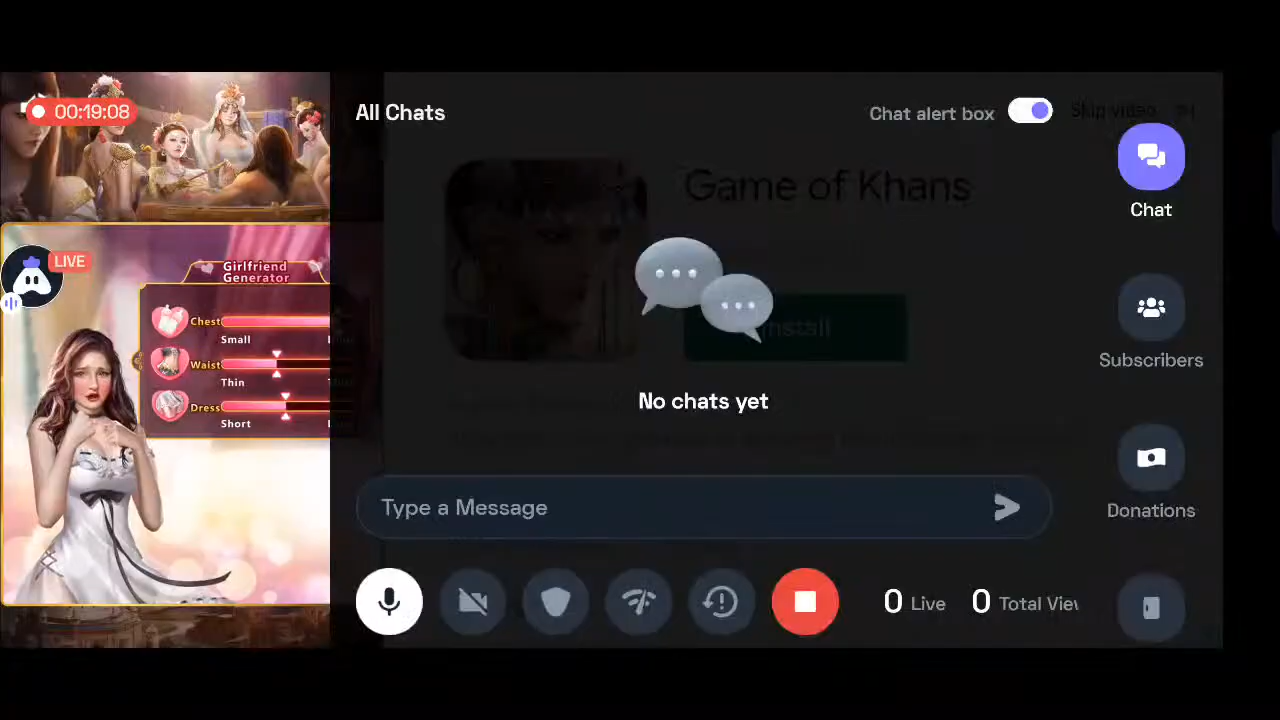 00:19:08
All Chats
Chat alert box
Skip video
Chat
Game of Khans
LIVE
Girlfriend
Generator
Chest
Small
Install
Waist
Thin
Subscribers
Dress
Short
No chats yet
Type a Message
Donations
0 Live
0 Total Viev